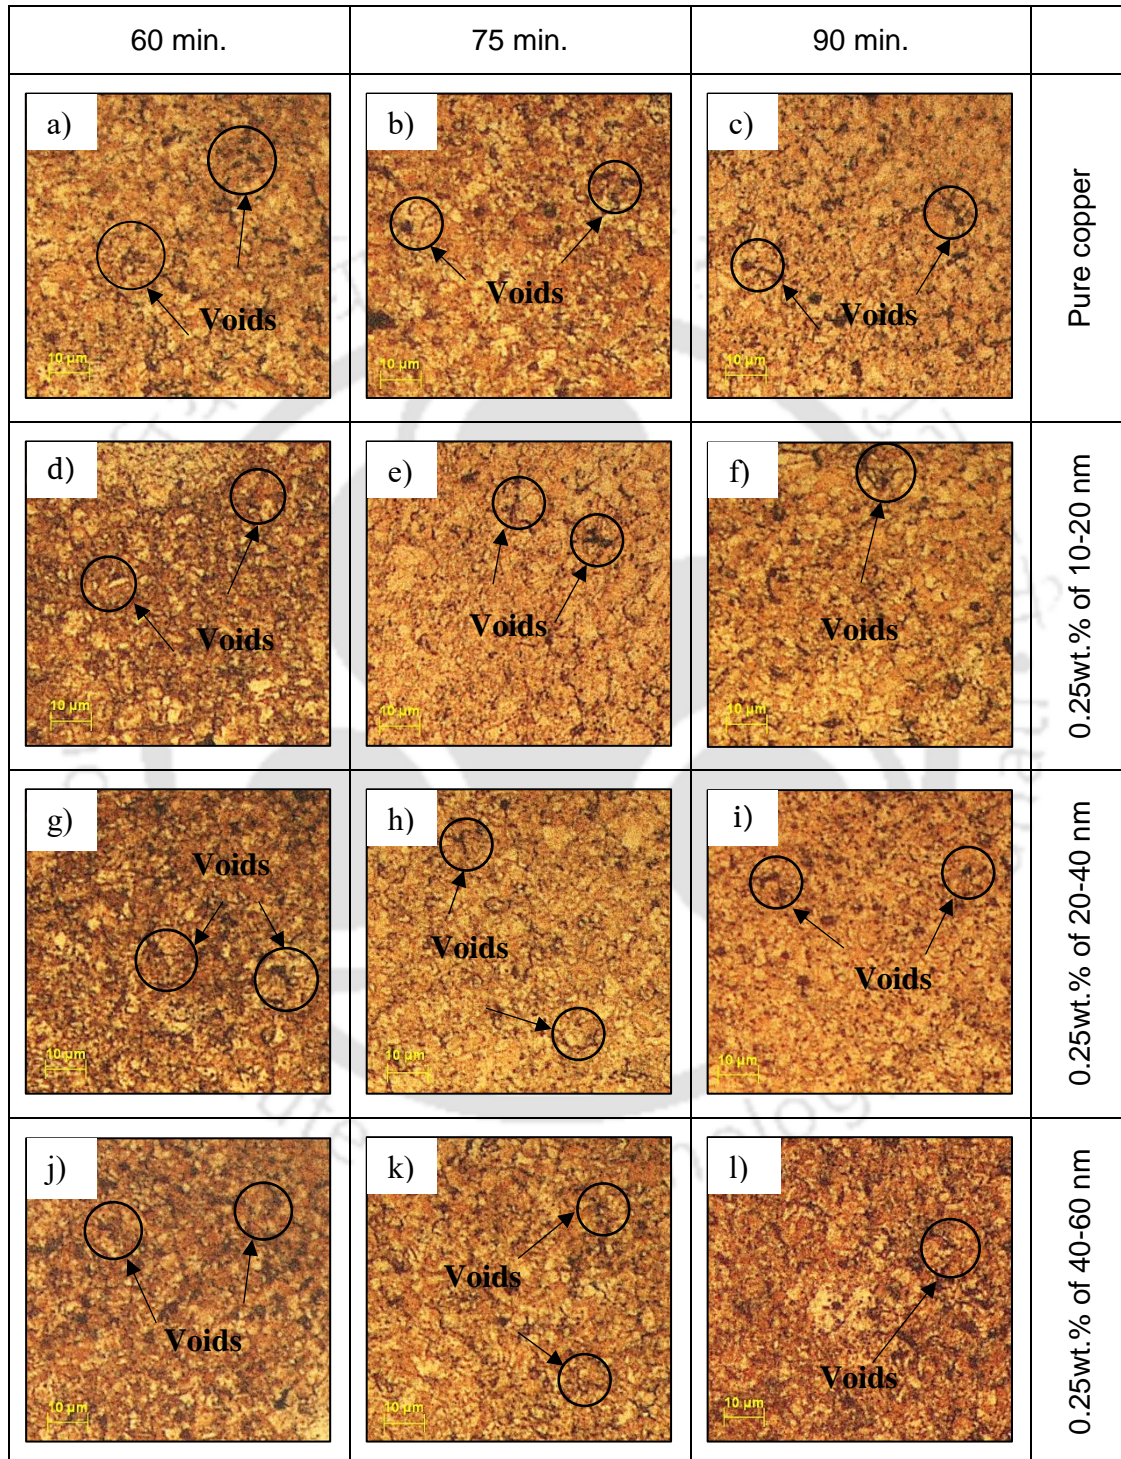 60 min.
75 min.
90 min.
a)
Voids
10 µm
b)
Voids
10 µm
c)
Voids
10 µm
Pure copper
d)
Voids
10 µm
e)
Voids
10 µm
f)
Voids
10 µm
0.25wt.% of 10-20 nm
g)
Voids
10 µm
h)
Voids
10 µm
i)
Voids
10 µm
0.25wt.% of 20-40 nm
j)
Voids
10 µm
k)
Voids
10 µm
l)
Voids
10 µm
0.25wt.% of 40-60 nm